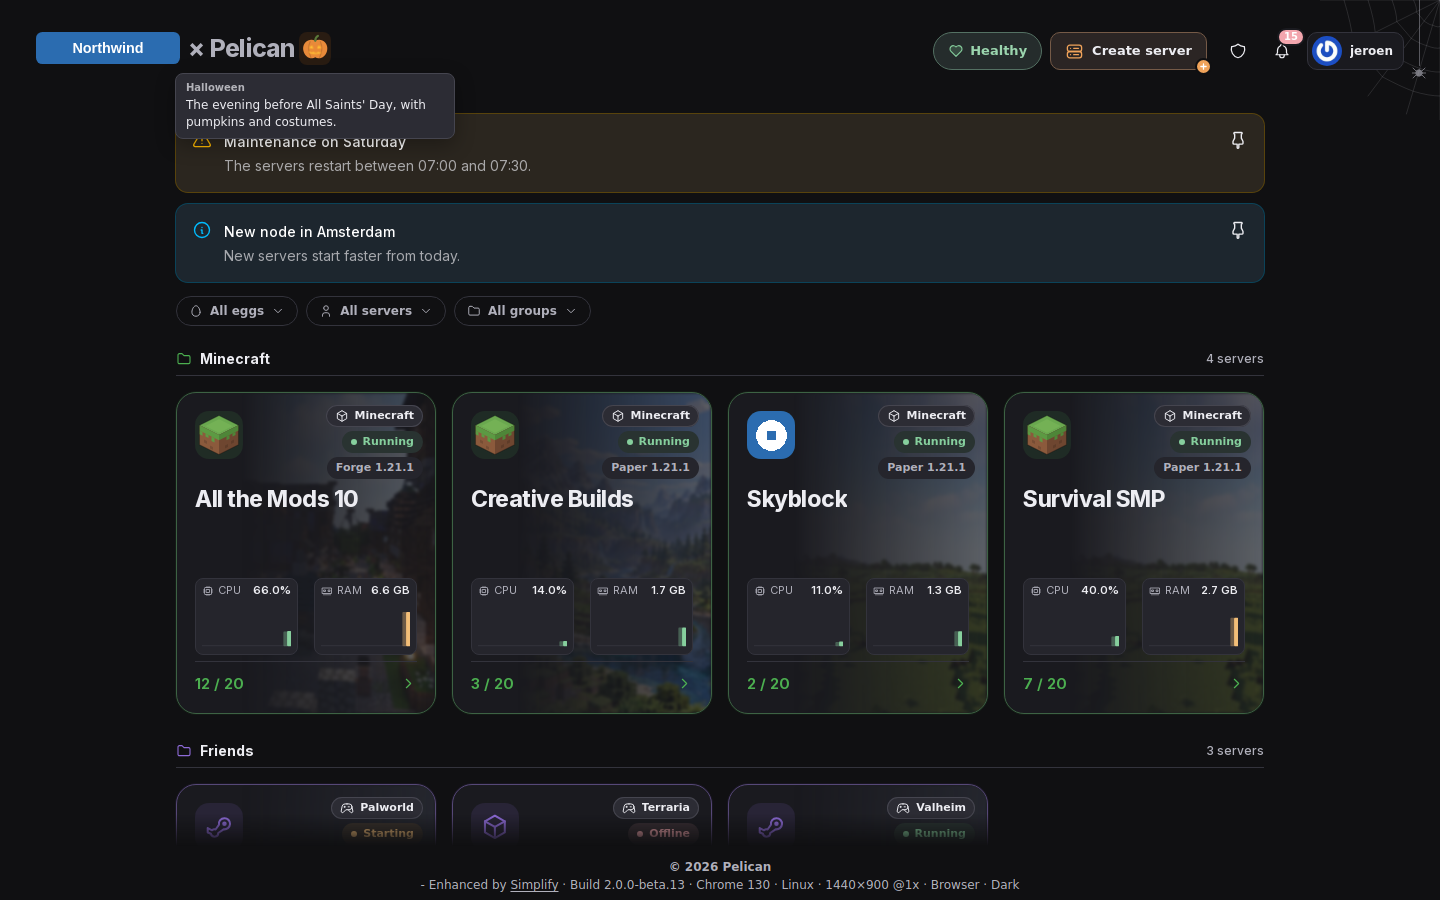 Northwind
× Pelican
Healthy
Create server
15
jeroen
Halloween
The evening before All Saints' Day, with
pumpkins and costumes.
Maintenance on Saturday
The servers restart between 07:00 and 07:30.
New node in Amsterdam
New servers start faster from today.
All eggs
All servers
All groups
Minecraft
4 servers
Minecraft
Running
Forge 1.21.1
All the Mods 10
CPU 66.0%
RAM 6.6 GB
12 / 20
Minecraft
Running
Paper 1.21.1
Creative Builds
CPU 14.0%
RAM 1.7 GB
3 / 20
Minecraft
Running
Paper 1.21.1
Skyblock
CPU 11.0%
RAM 1.3 GB
2 / 20
Minecraft
Running
Paper 1.21.1
Survival SMP
CPU 40.0%
RAM 2.7 GB
7 / 20
Friends
3 servers
Palworld
Starting
Terraria
Offline
Valheim
Running
© 2026 Pelican
- Enhanced by Simplify · Build 2.0.0-beta.13 · Chrome 130 · Linux · 1440×900 @1x · Browser · Dark